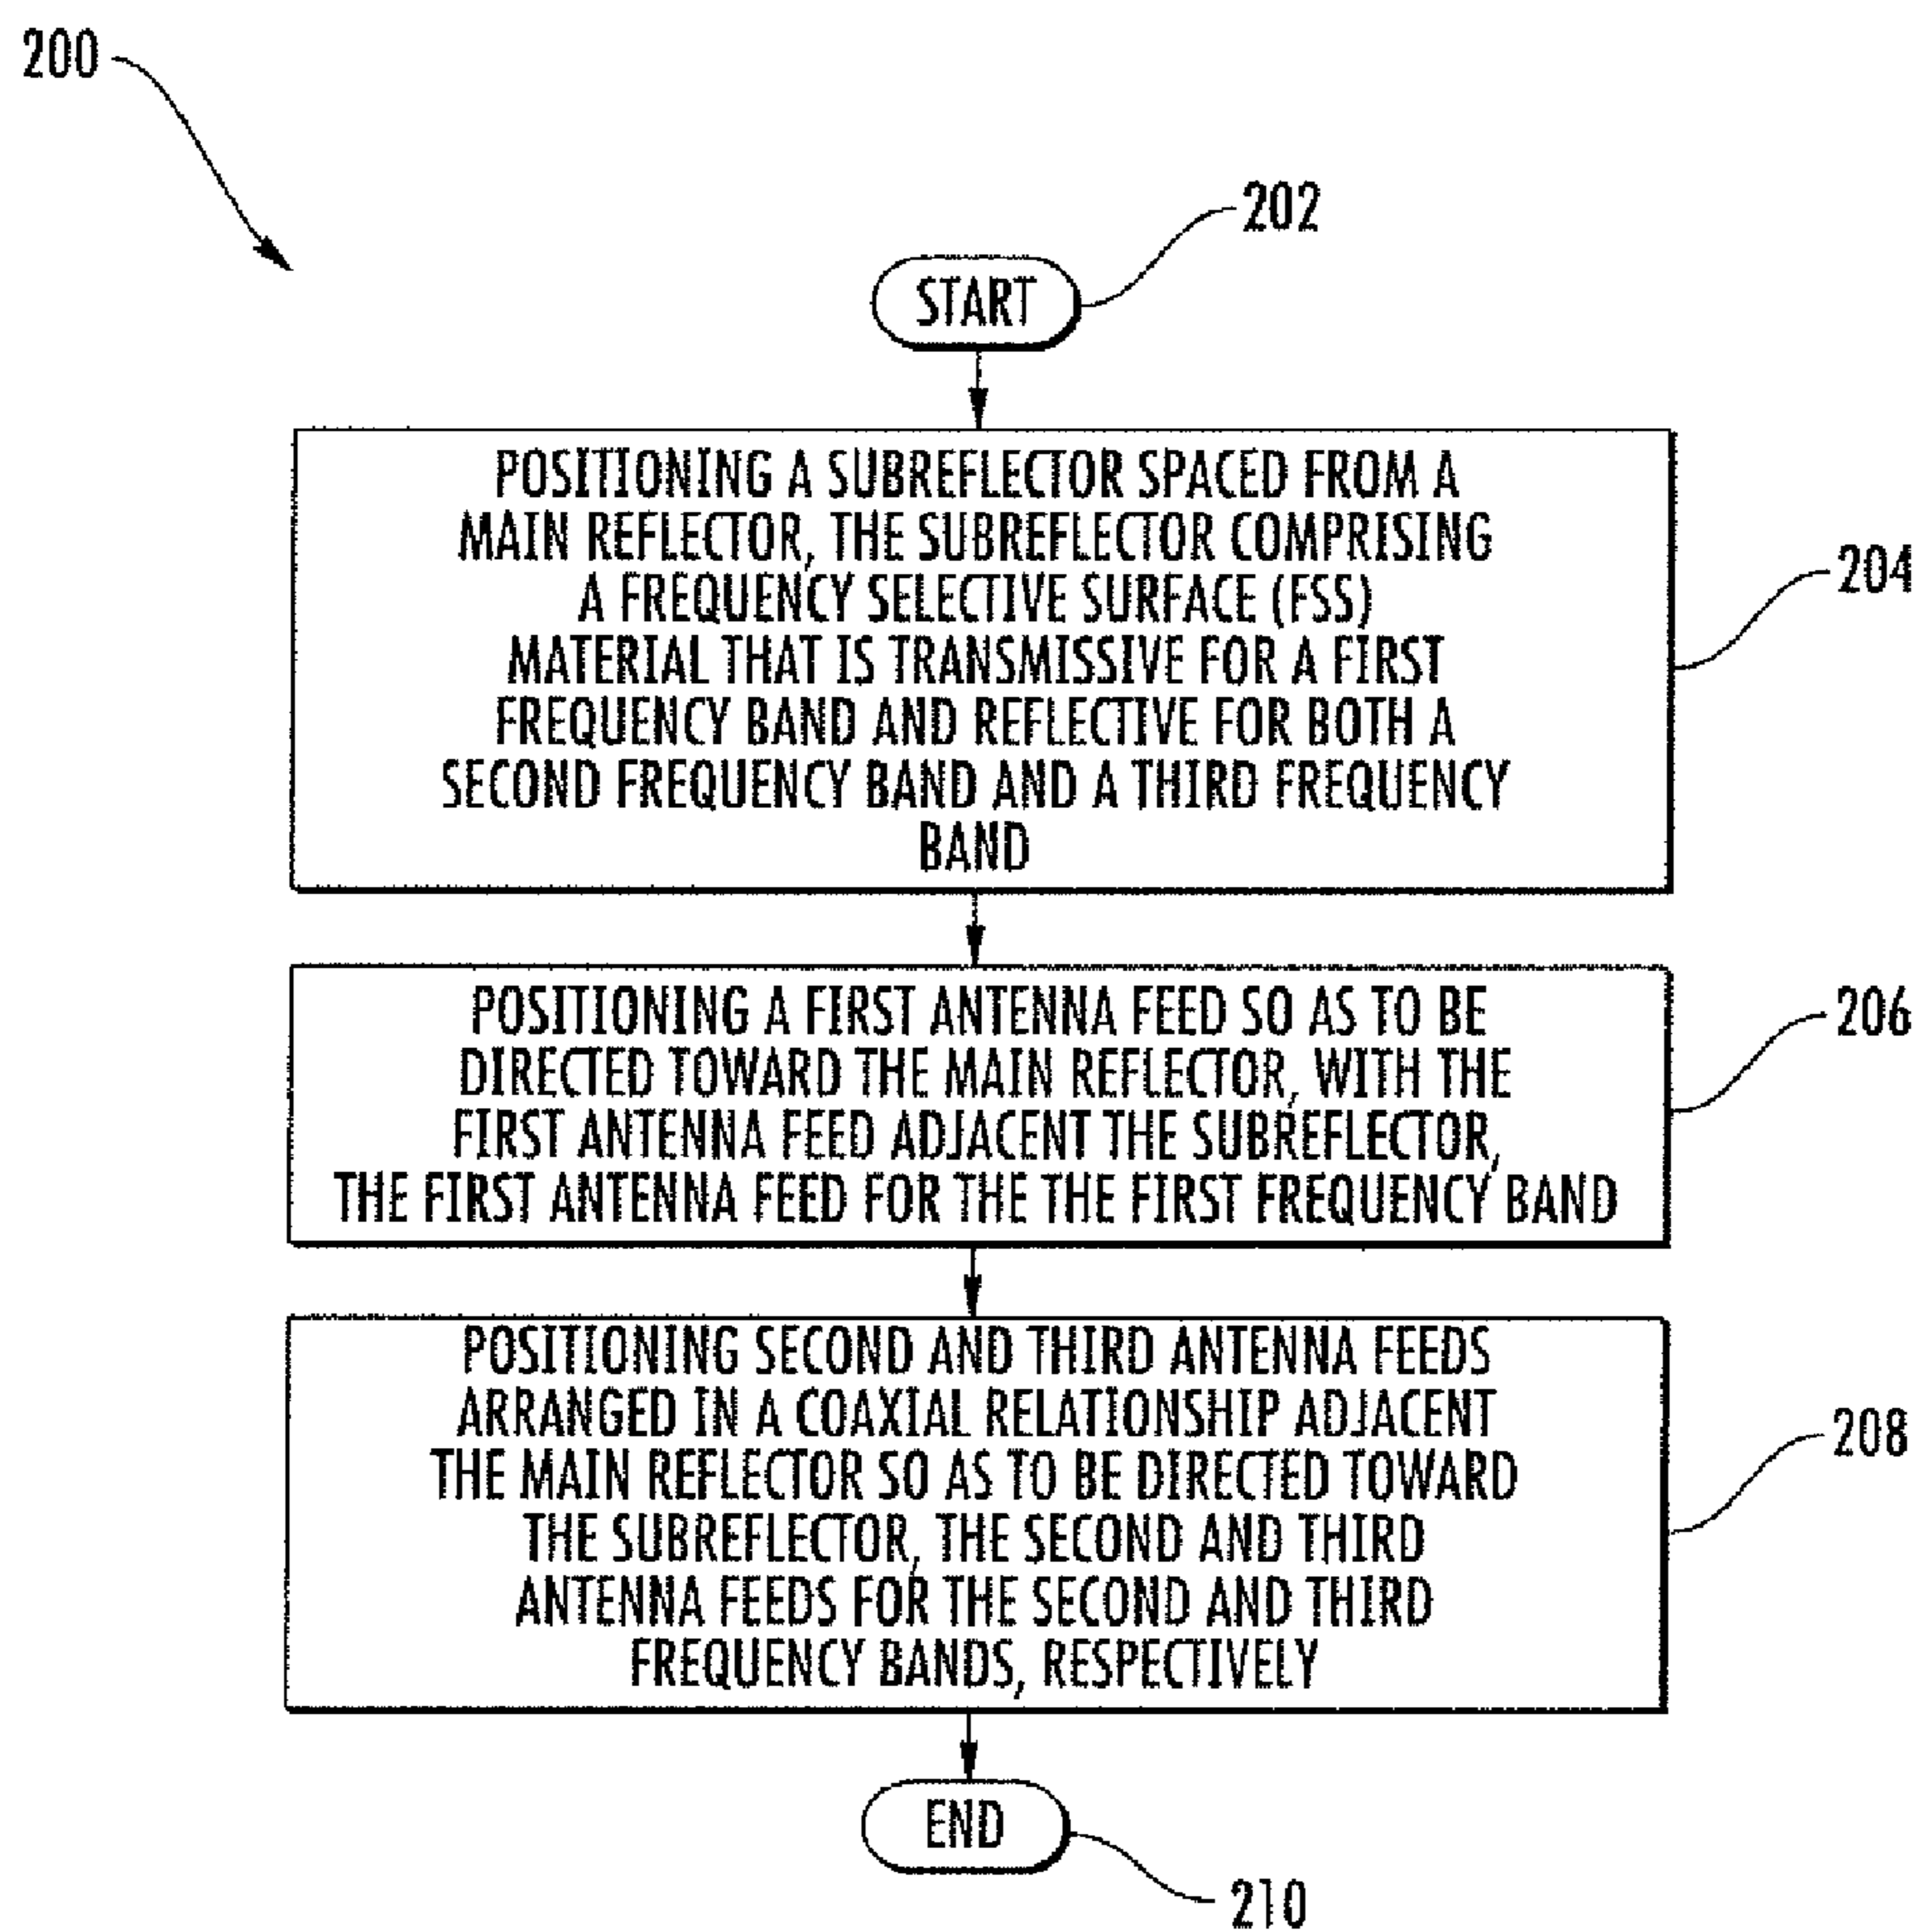 200
202
START
POSITIONING A SUBREFLECTOR SPACED FROM A
MAIN REFLECTOR, THE SUBREFLECTOR COMPRISING
A FREQUENCY SELECTIVE SURFACE (FSS)
MATERIAL THAT IS TRANSMISSIVE FOR A FIRST
FREQUENCY BAND AND REFLECTIVE FOR BOTH A
SECOND FREQUENCY BAND AND A THIRD FREQUENCY
BAND
204
POSITIONING A FIRST ANTENNA FEED SO AS TO BE
DIRECTED TOWARD THE MAIN REFLECTOR, WITH THE
FIRST ANTENNA FEED ADJACENT THE SUBREFLECTOR,
THE FIRST ANTENNA FEED FOR THE THE FIRST FREQUENCY BAND
206
POSITIONING SECOND AND THIRD ANTENNA FEEDS
ARRANGED IN A COAXIAL RELATIONSHIP ADJACENT
THE MAIN REFLECTOR SO AS TO BE DIRECTED TOWARD
THE SUBREFLECTOR, THE SECOND AND THIRD
ANTENNA FEEDS FOR THE SECOND AND THIRD
FREQUENCY BANDS, RESPECTIVELY
208
END
210